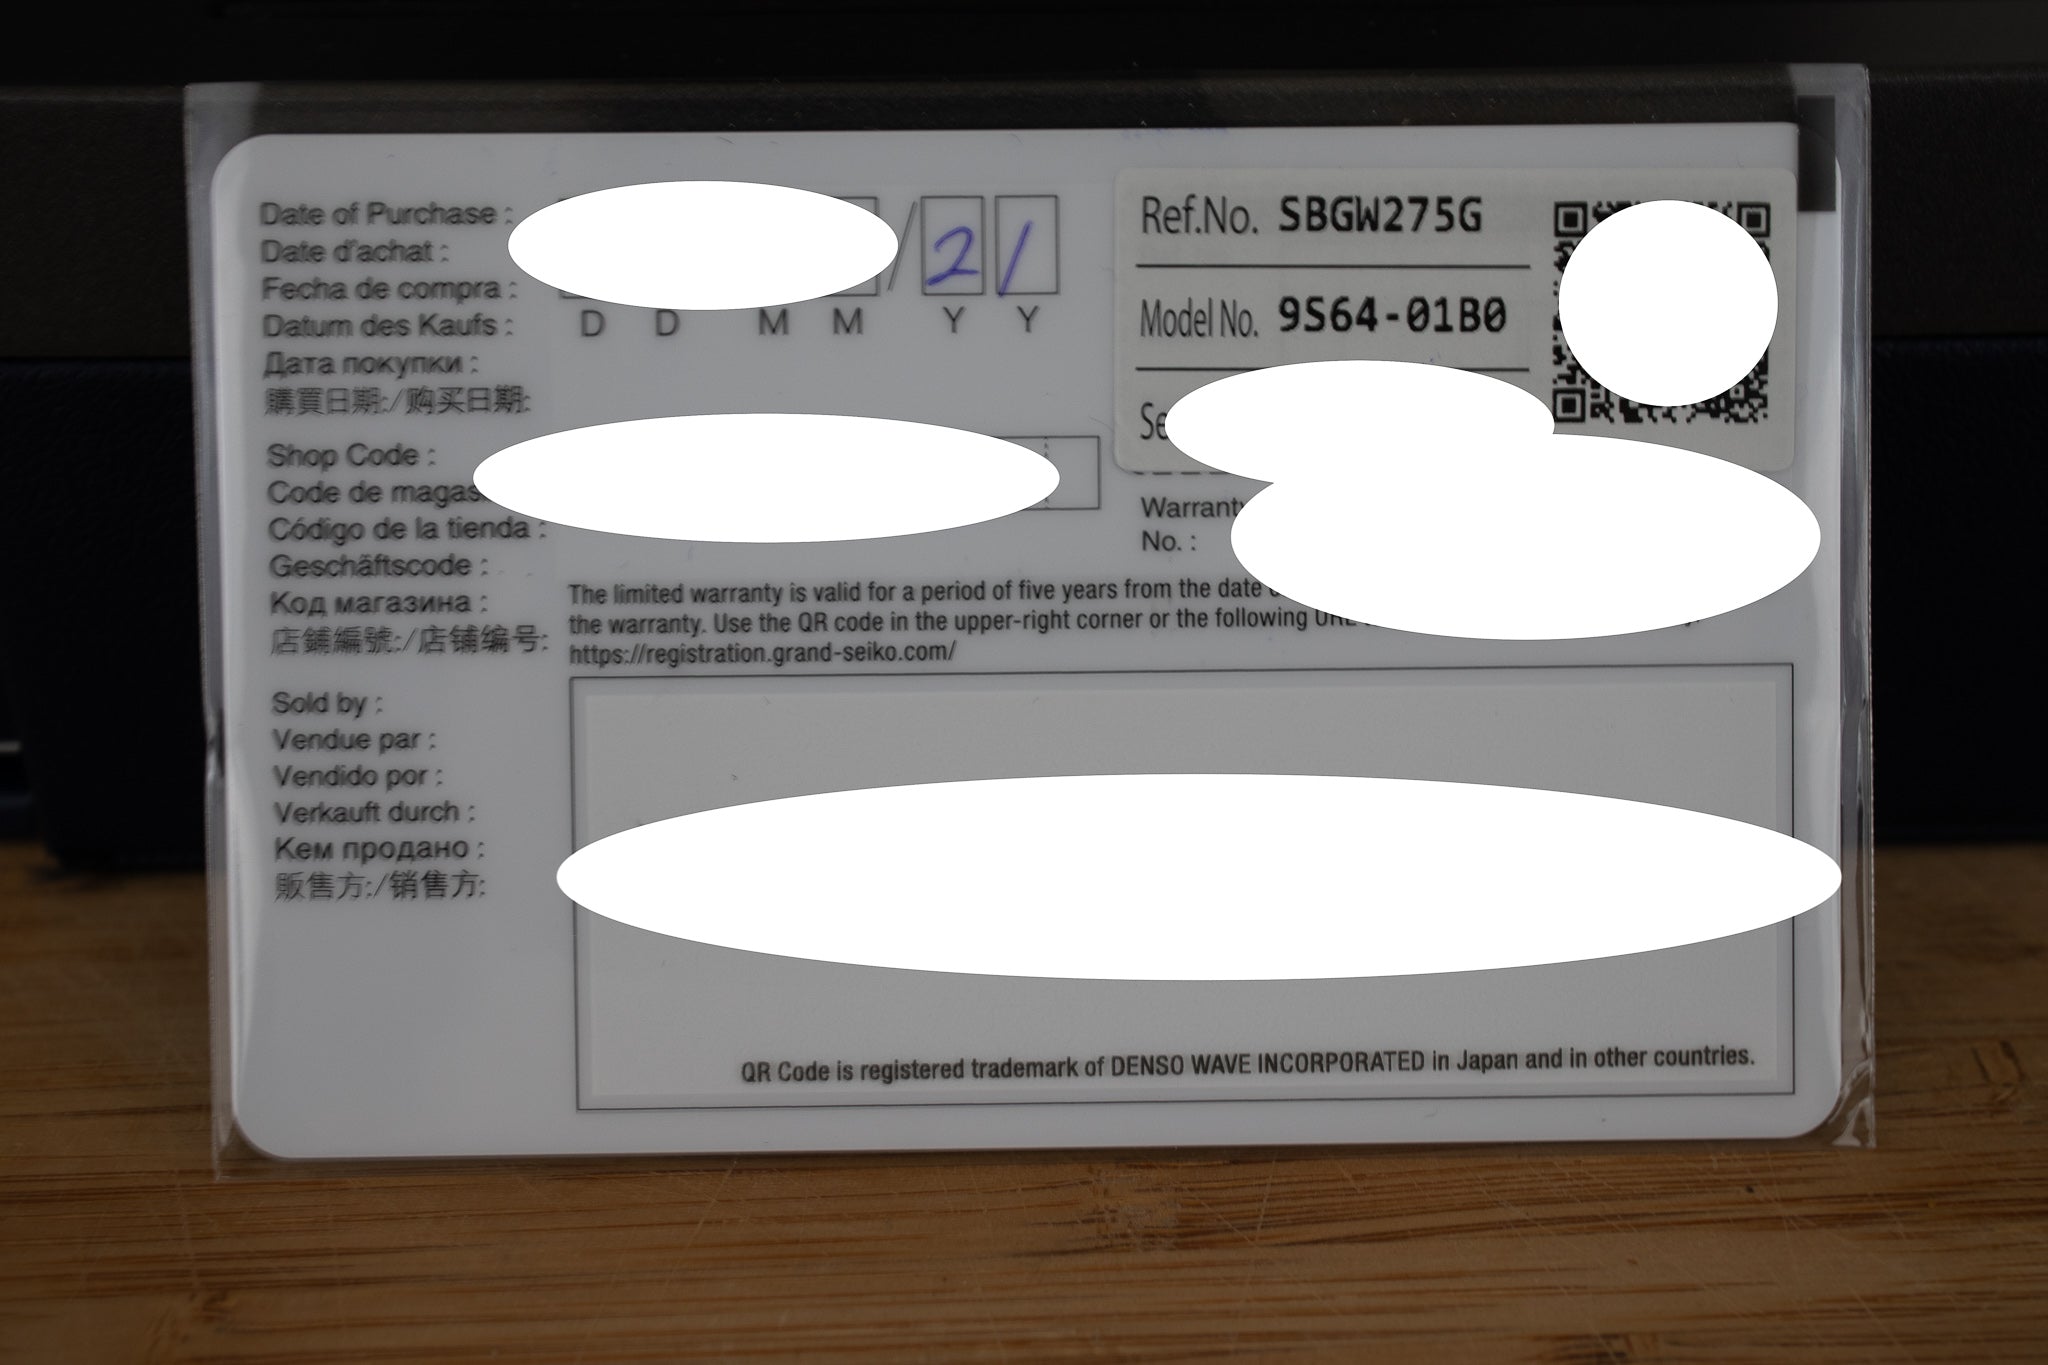 Date of Purchase :
Date d'achat :
Fecha de compra :
Datum des Kaufs :
Дата покупки :
購買日期:/购买日期:
/ 2 1
D D M M Y Y
Ref.No. SBGW275G
Model No. 9S64-01B0
Shop Code :
Code de
Código de la tienda :
Geschäftscode :
Код магазина :
店鋪編號:/店铺编号:
No. :
The limited warranty is valid for a period of five years from the date
the warranty. Use the QR code in the upper-right corner or the following
https://registration.grand-seiko.com/
Sold by :
Vendue par :
Vendido por :
Verkauft durch :
Кем продано :
販售方:/销售方:
QR Code is registered trademark of DENSO WAVE INCORPORATED in Japan and in other countries.